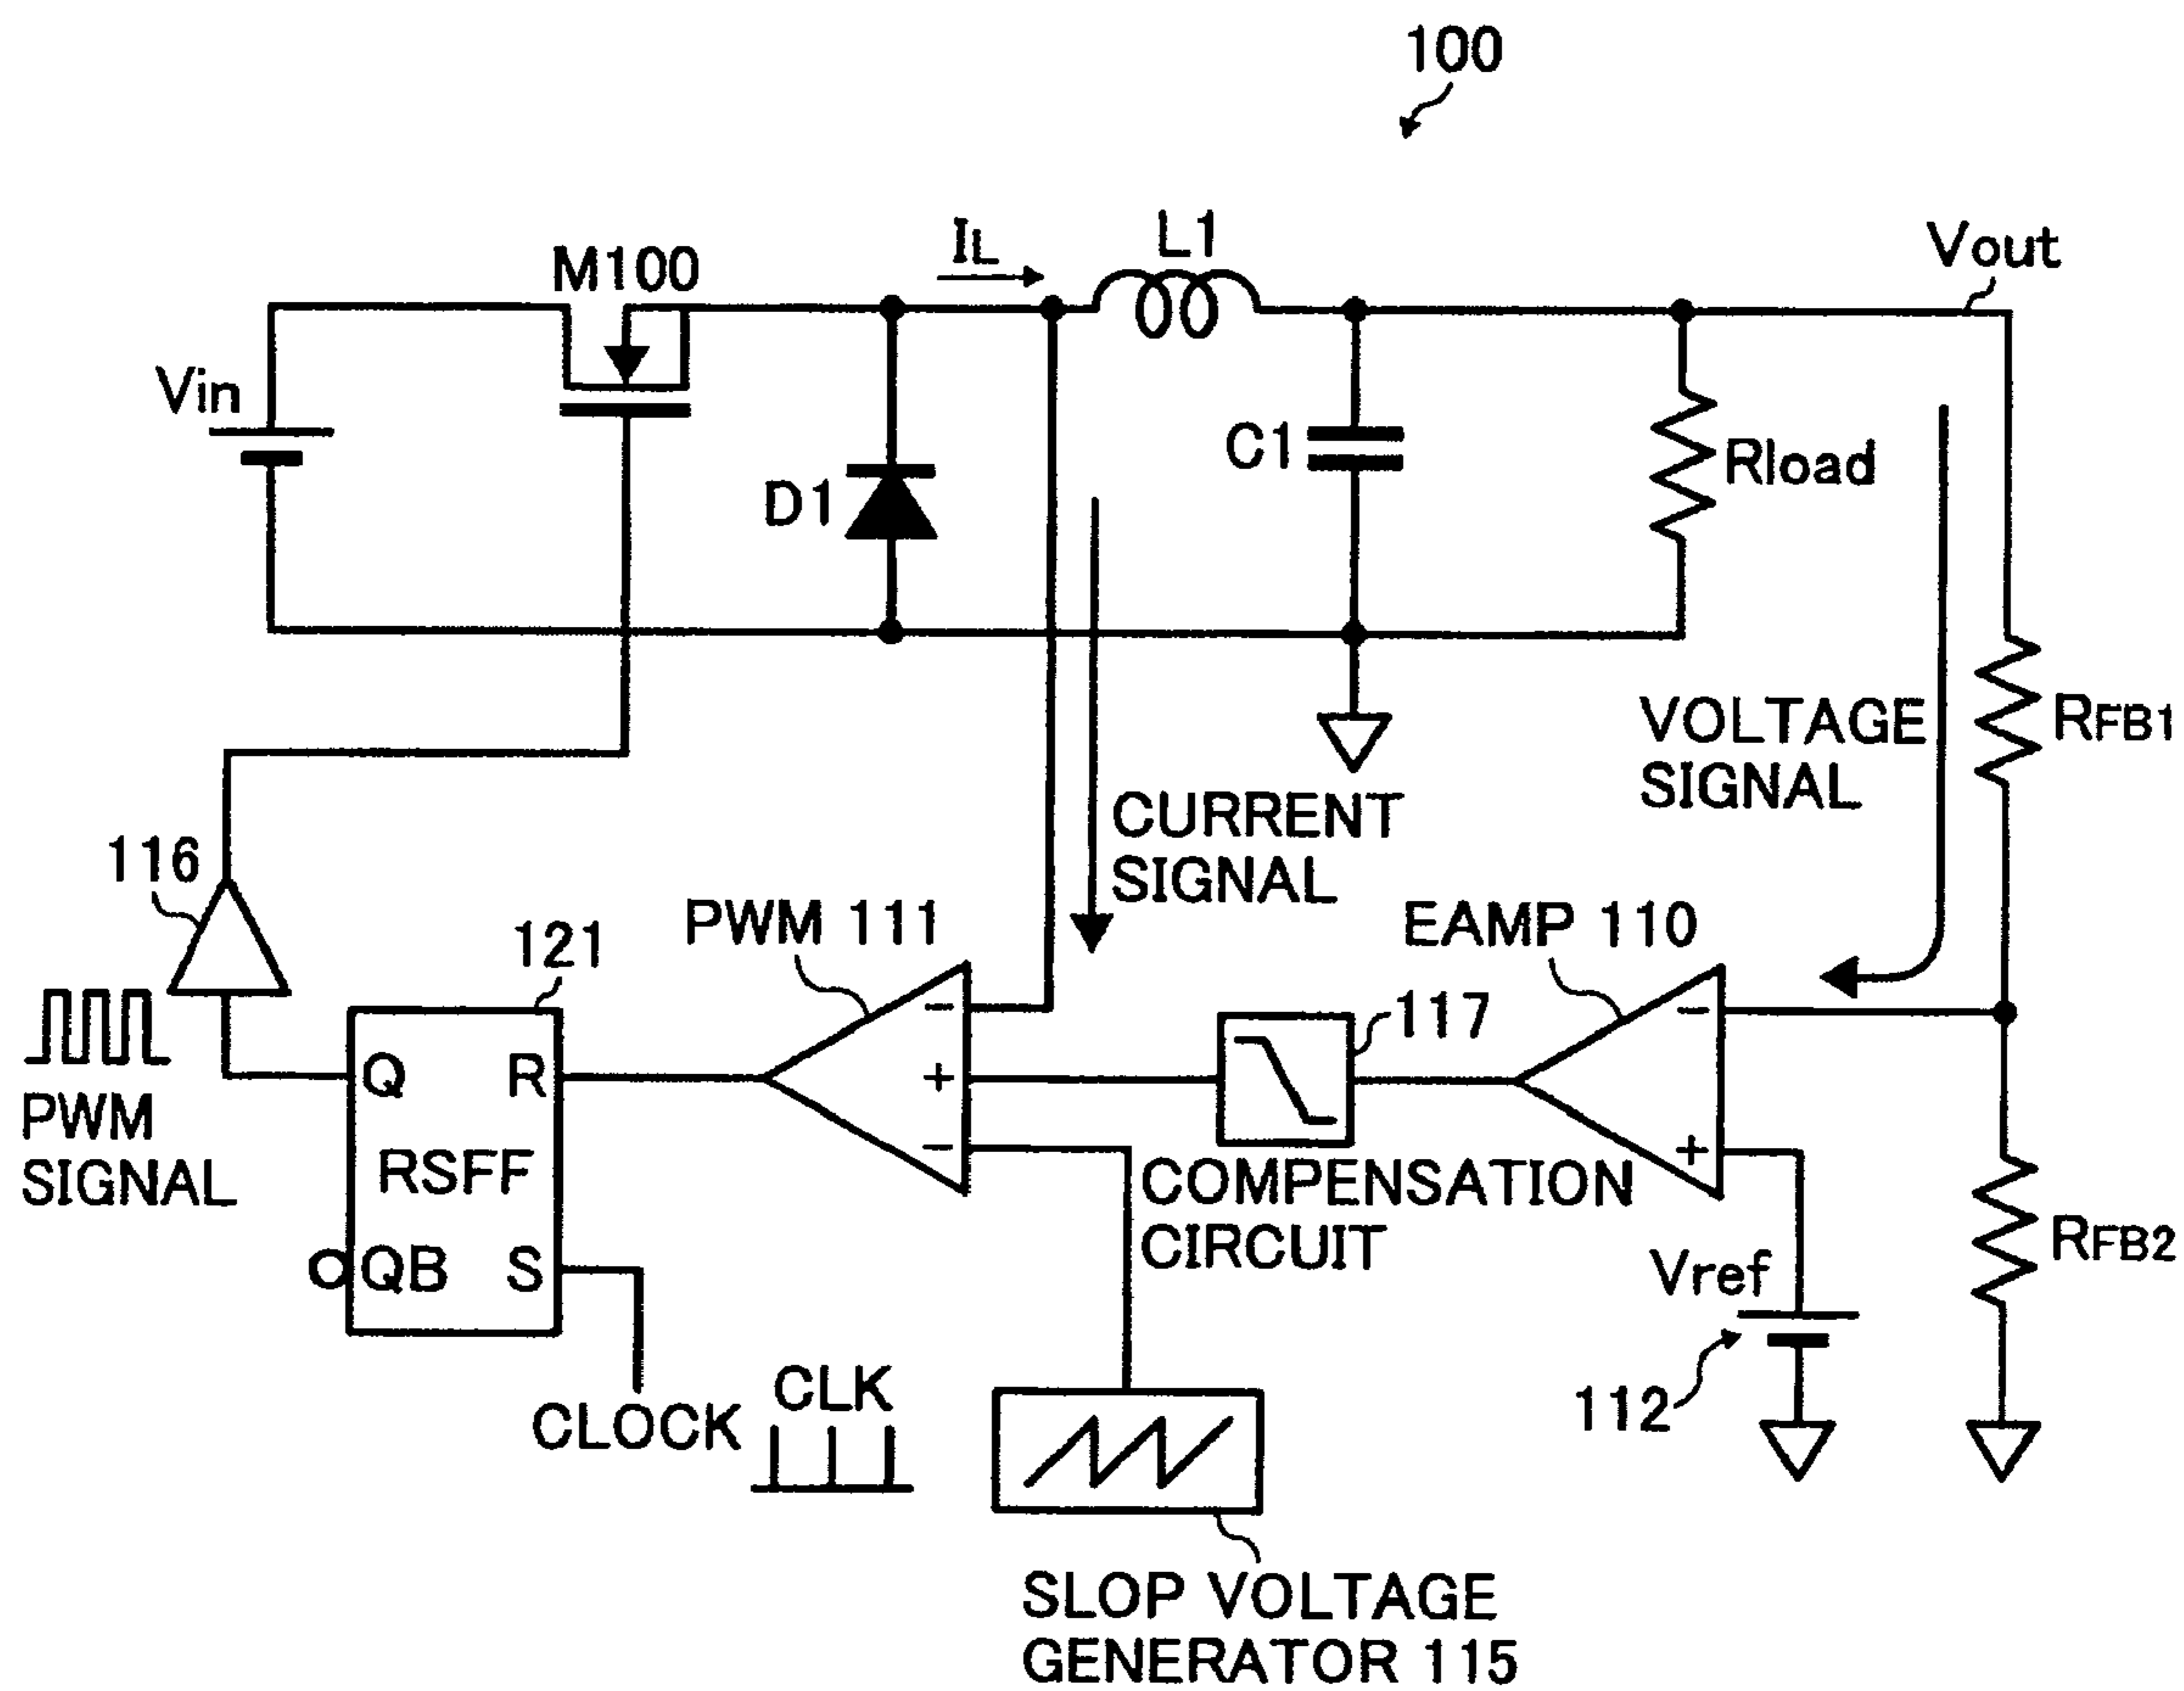 100
IL
L1
Vout
M100
Vin
C1
Rload
D1
VOLTAGE
SIGNAL
RFB1
CURRENT
SIGNAL
116
PWM 111
EAMP 110
121
117
-
-
Q
R
+
PWM
SIGNAL
RSFF
-
+
COMPENSATION
CIRCUIT
QB
S
Vref
RFB2
CLK
CLOCK
112
SLOP VOLTAGE
GENERATOR 115